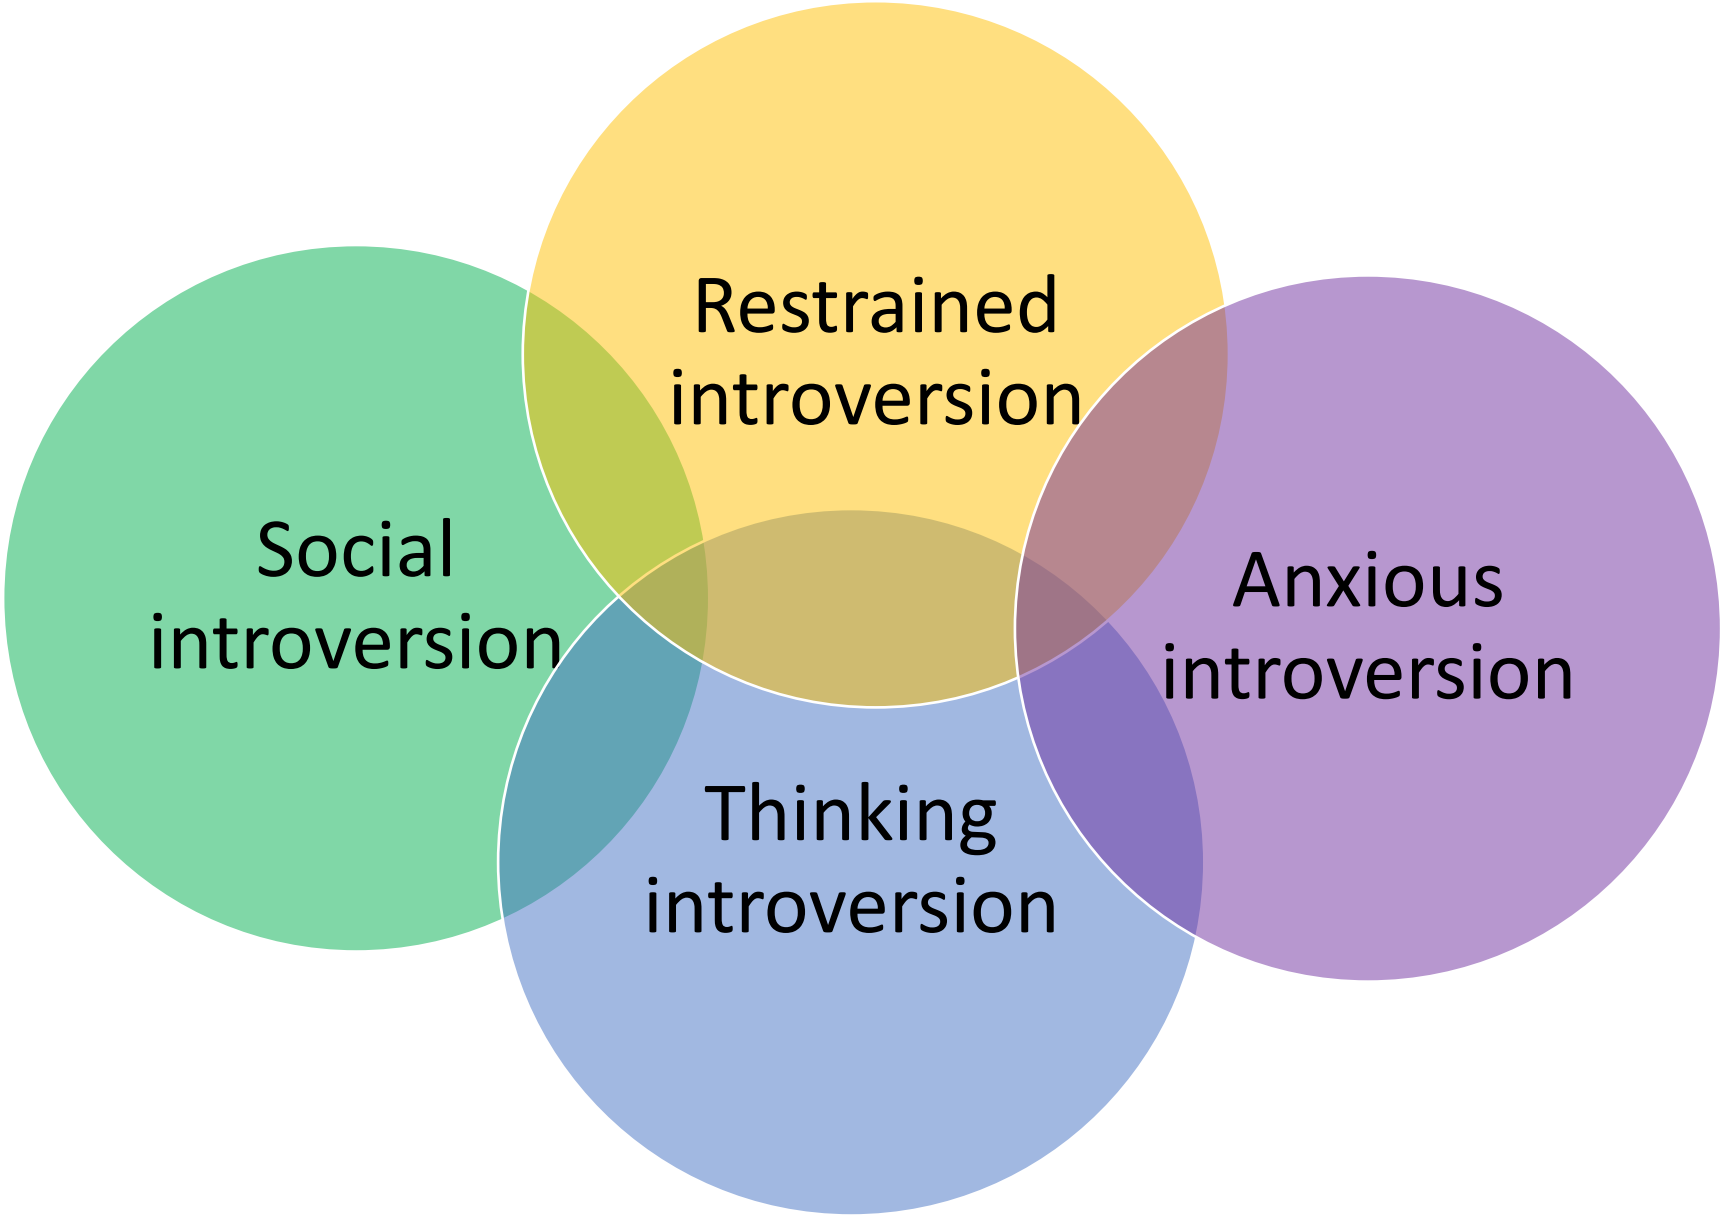 Restrained
introversion
Social
introversion
Anxious
introversion
Thinking
introversion